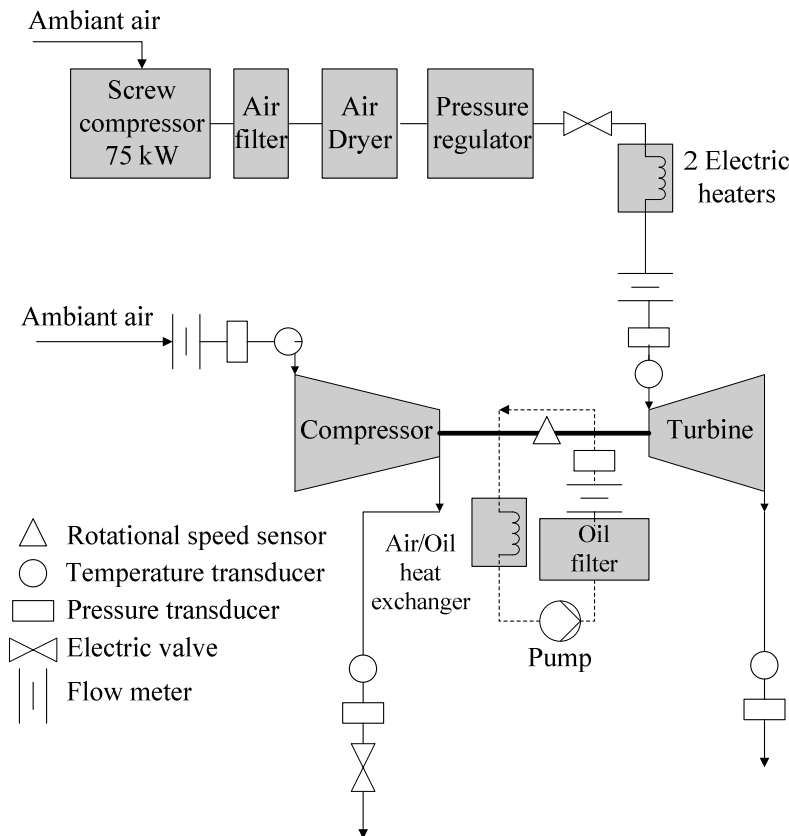 Ambiant air
Screw
compressor
75 kW
Air
filter
Air
Dryer
Pressure
regulator
2 Electric
heaters
Ambiant air
Compressor
Turbine
Rotational speed sensor
Temperature transducer
Pressure transducer
Electric valve
Flow meter
Air/Oil
heat
exchanger
Oil
filter
Pump